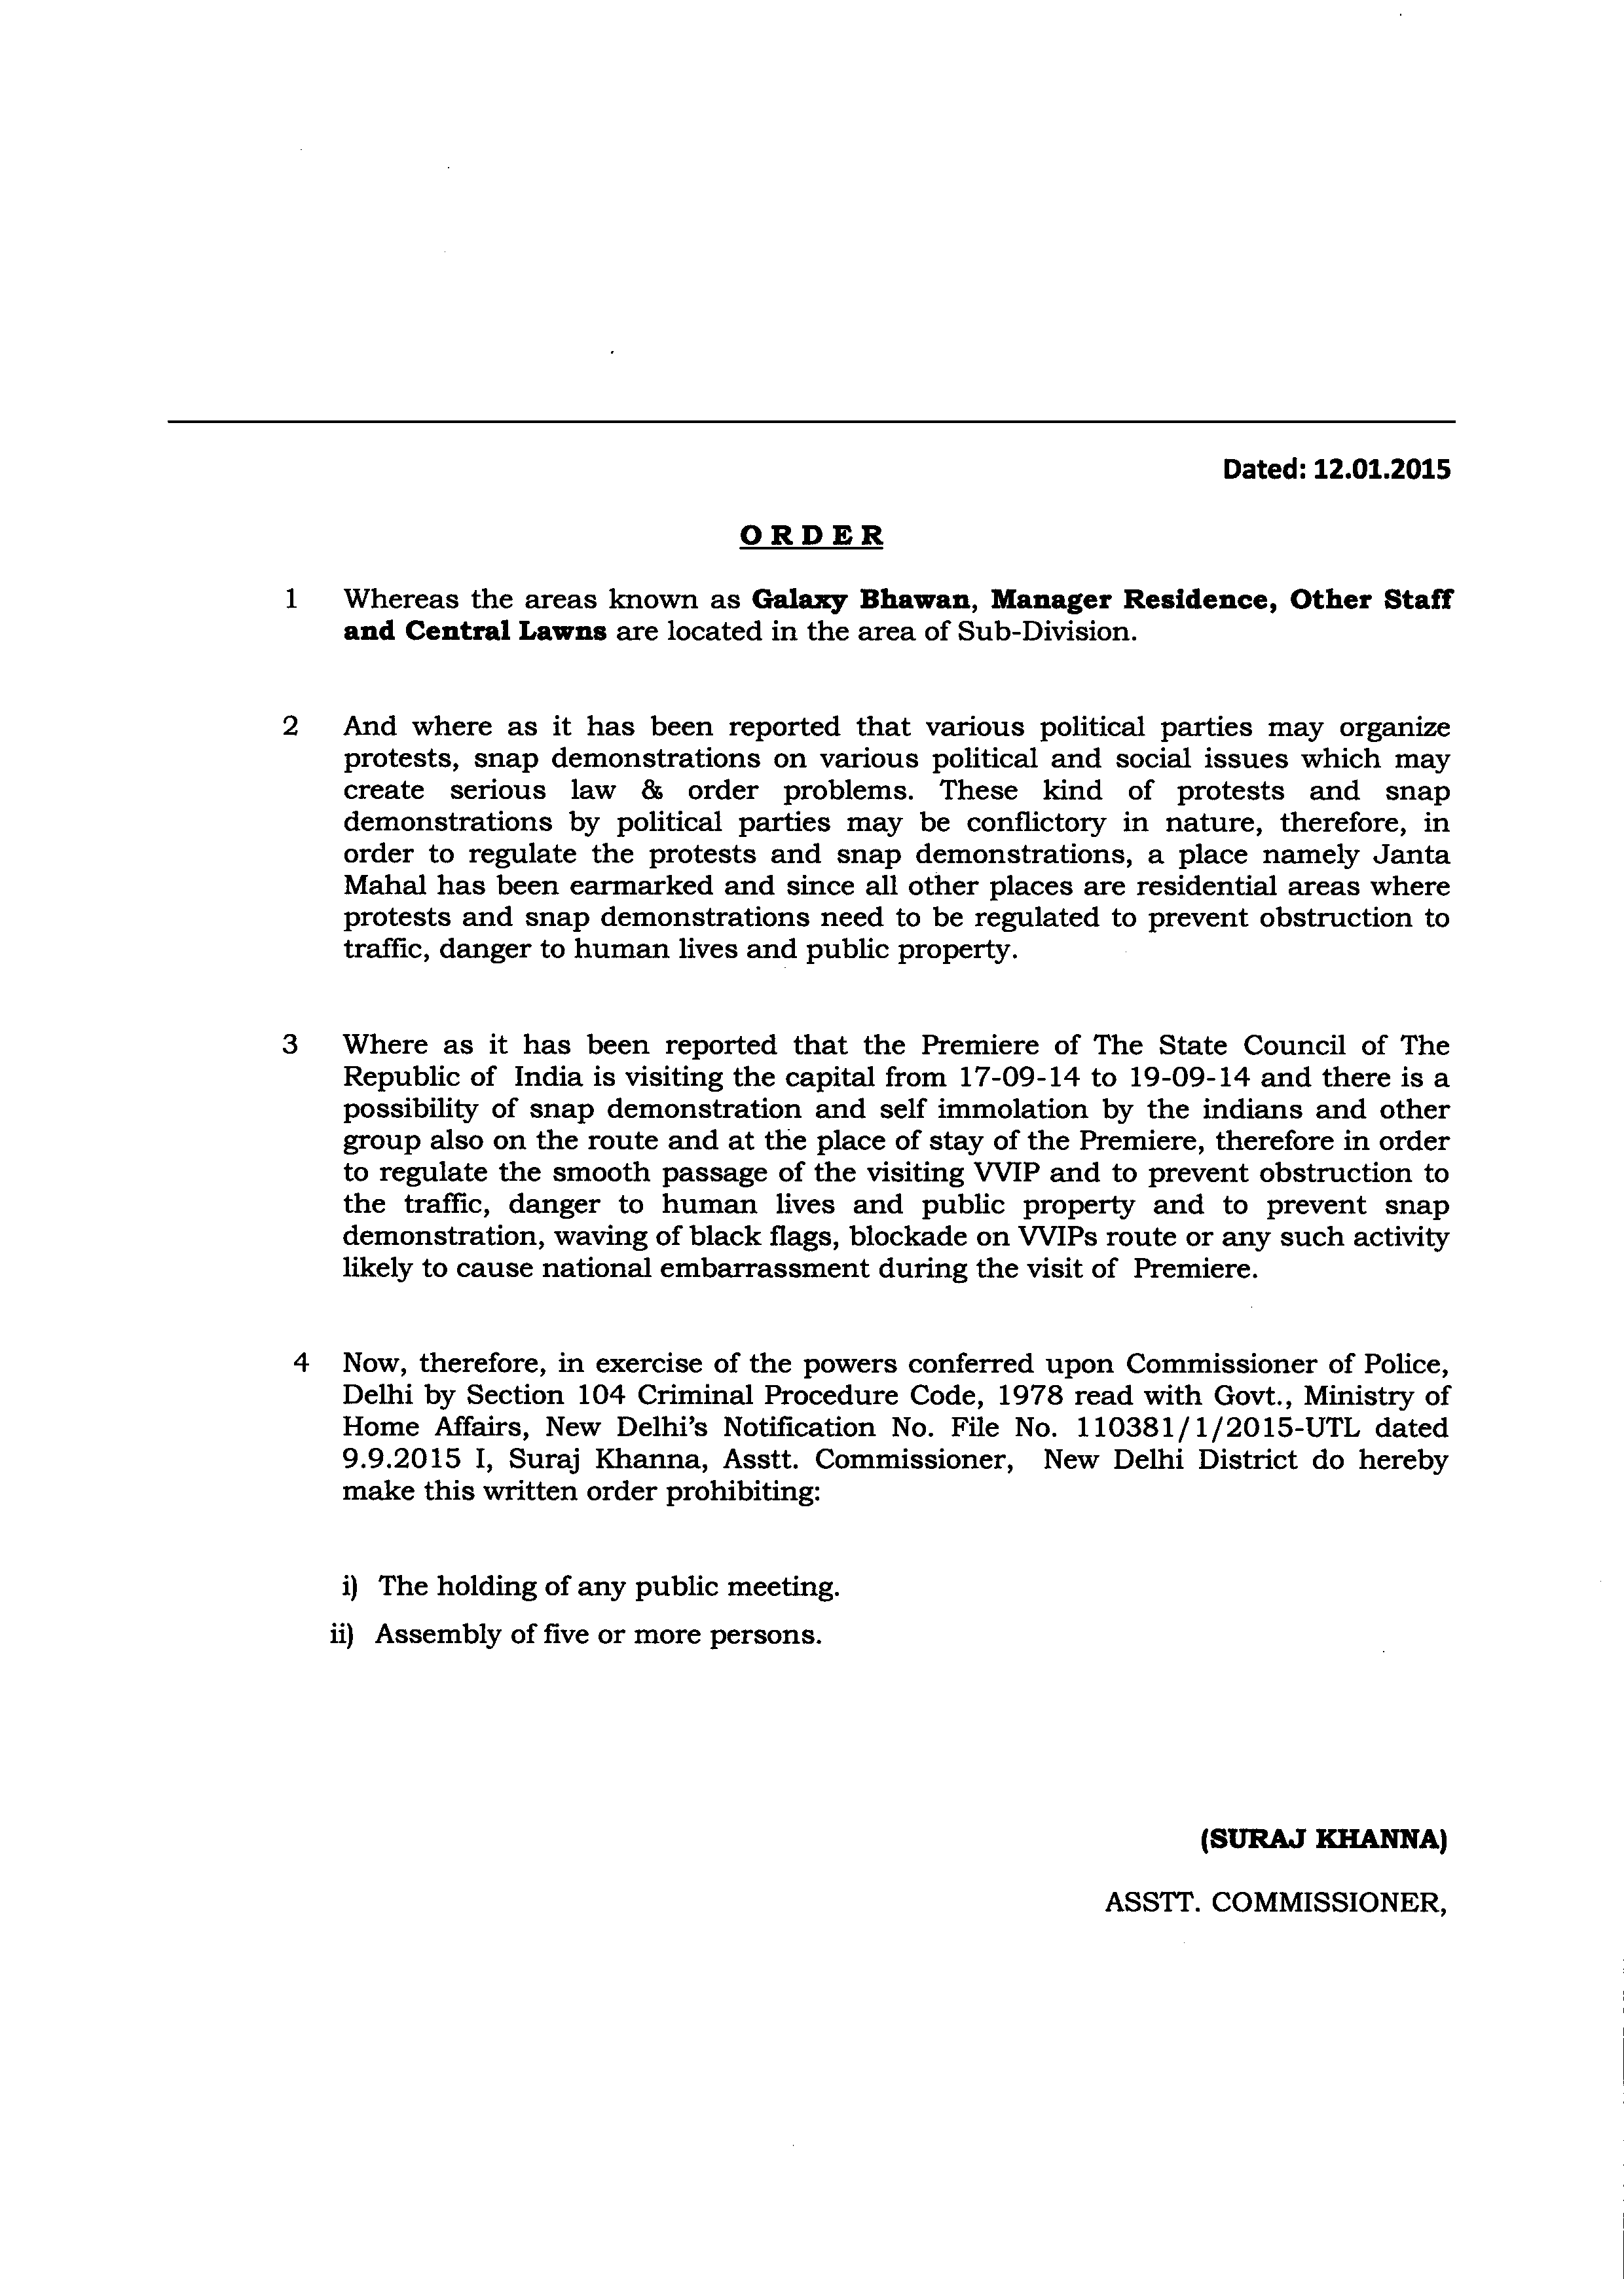 Dated: 12.01.2015
ORDER
1 Whereas the areas known as Galaxy Bhawan, Manager Residence, Other Staff
and Central Lawns are located in the area of Sub-Division.
2 And where as it has been reported that various political parties may organize
protests, snap demonstrations on various political and social issues which may
create serious law & order problems. These kind of protests and snap
demonstrations by political parties may be conflictory in nature, therefore, in
order to regulate the protests and snap demonstrations, a place namely Janta
Mahal has been earmarked and since all other places are residential areas where
protests and snap demonstrations need to be regulated to prevent obstruction to
traffic, danger to human lives and public property.
3 Where as it has been reported that the Premiere of The State Council of The
Republic of India is visiting the capital from 17-09-14 to 19-09-14 and there is a
possibility of snap demonstration and self immolation by the indians and other
group also on the route and at the place of stay of the Premiere, therefore in order
to regulate the smooth passage of the visiting VVIP and to prevent obstruction to
the traffic, danger to human lives and public property and to prevent snap
demonstration, waving of black flags, blockade on VVIPs route or any such activity
likely to cause national embarrassment during the visit of Premiere.
4 Now, therefore, in exercise of the powers conferred upon Commissioner of Police,
Delhi by Section 104 Criminal Procedure Code, 1978 read with Govt., Ministry of
Home Affairs, New Delhi's Notification No. File No. 110381/1/2015-UTL dated
9.9.2015 I, Suraj Khanna, Asstt. Commissioner, New Delhi District do hereby
make this written order prohibiting:
i) The holding of any public meeting.
ii) Assembly of five or more persons.
(SURAJ KHANNA)
ASSTT. COMMISSIONER,